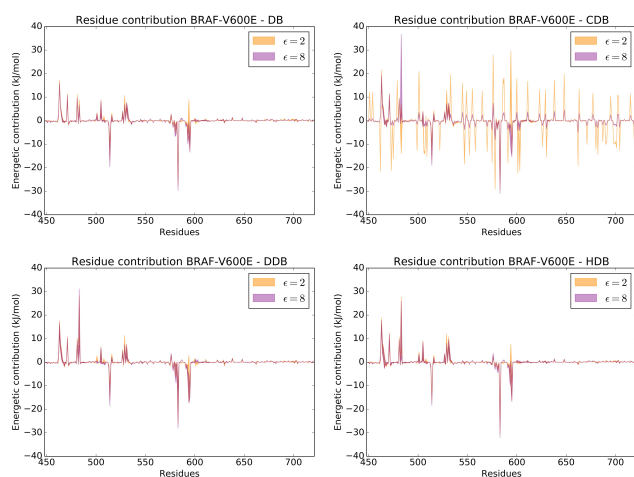 Residue contribution BRAF-V600E - DB
Energetic contribution (kJ/mol)
40
30
20
10
0
−10
−20
−30
−40
450 500 550 600 650 700
Residues
ϵ = 2
ϵ = 8
Residue contribution BRAF-V600E - CDB
Energetic contribution (kJ/mol)
40
30
20
10
0
−10
−20
−30
−40
450 500 550 600 650 700
Residues
ϵ = 2
ϵ = 8
Residue contribution BRAF-V600E - DDB
Energetic contribution (kJ/mol)
40
30
20
10
0
−10
−20
−30
−40
450 500 550 600 650 700
Residues
ϵ = 2
ϵ = 8
Residue contribution BRAF-V600E - HDB
Energetic contribution (kJ/mol)
40
30
20
10
0
−10
−20
−30
−40
450 500 550 600 650 700
Residues
ϵ = 2
ϵ = 8